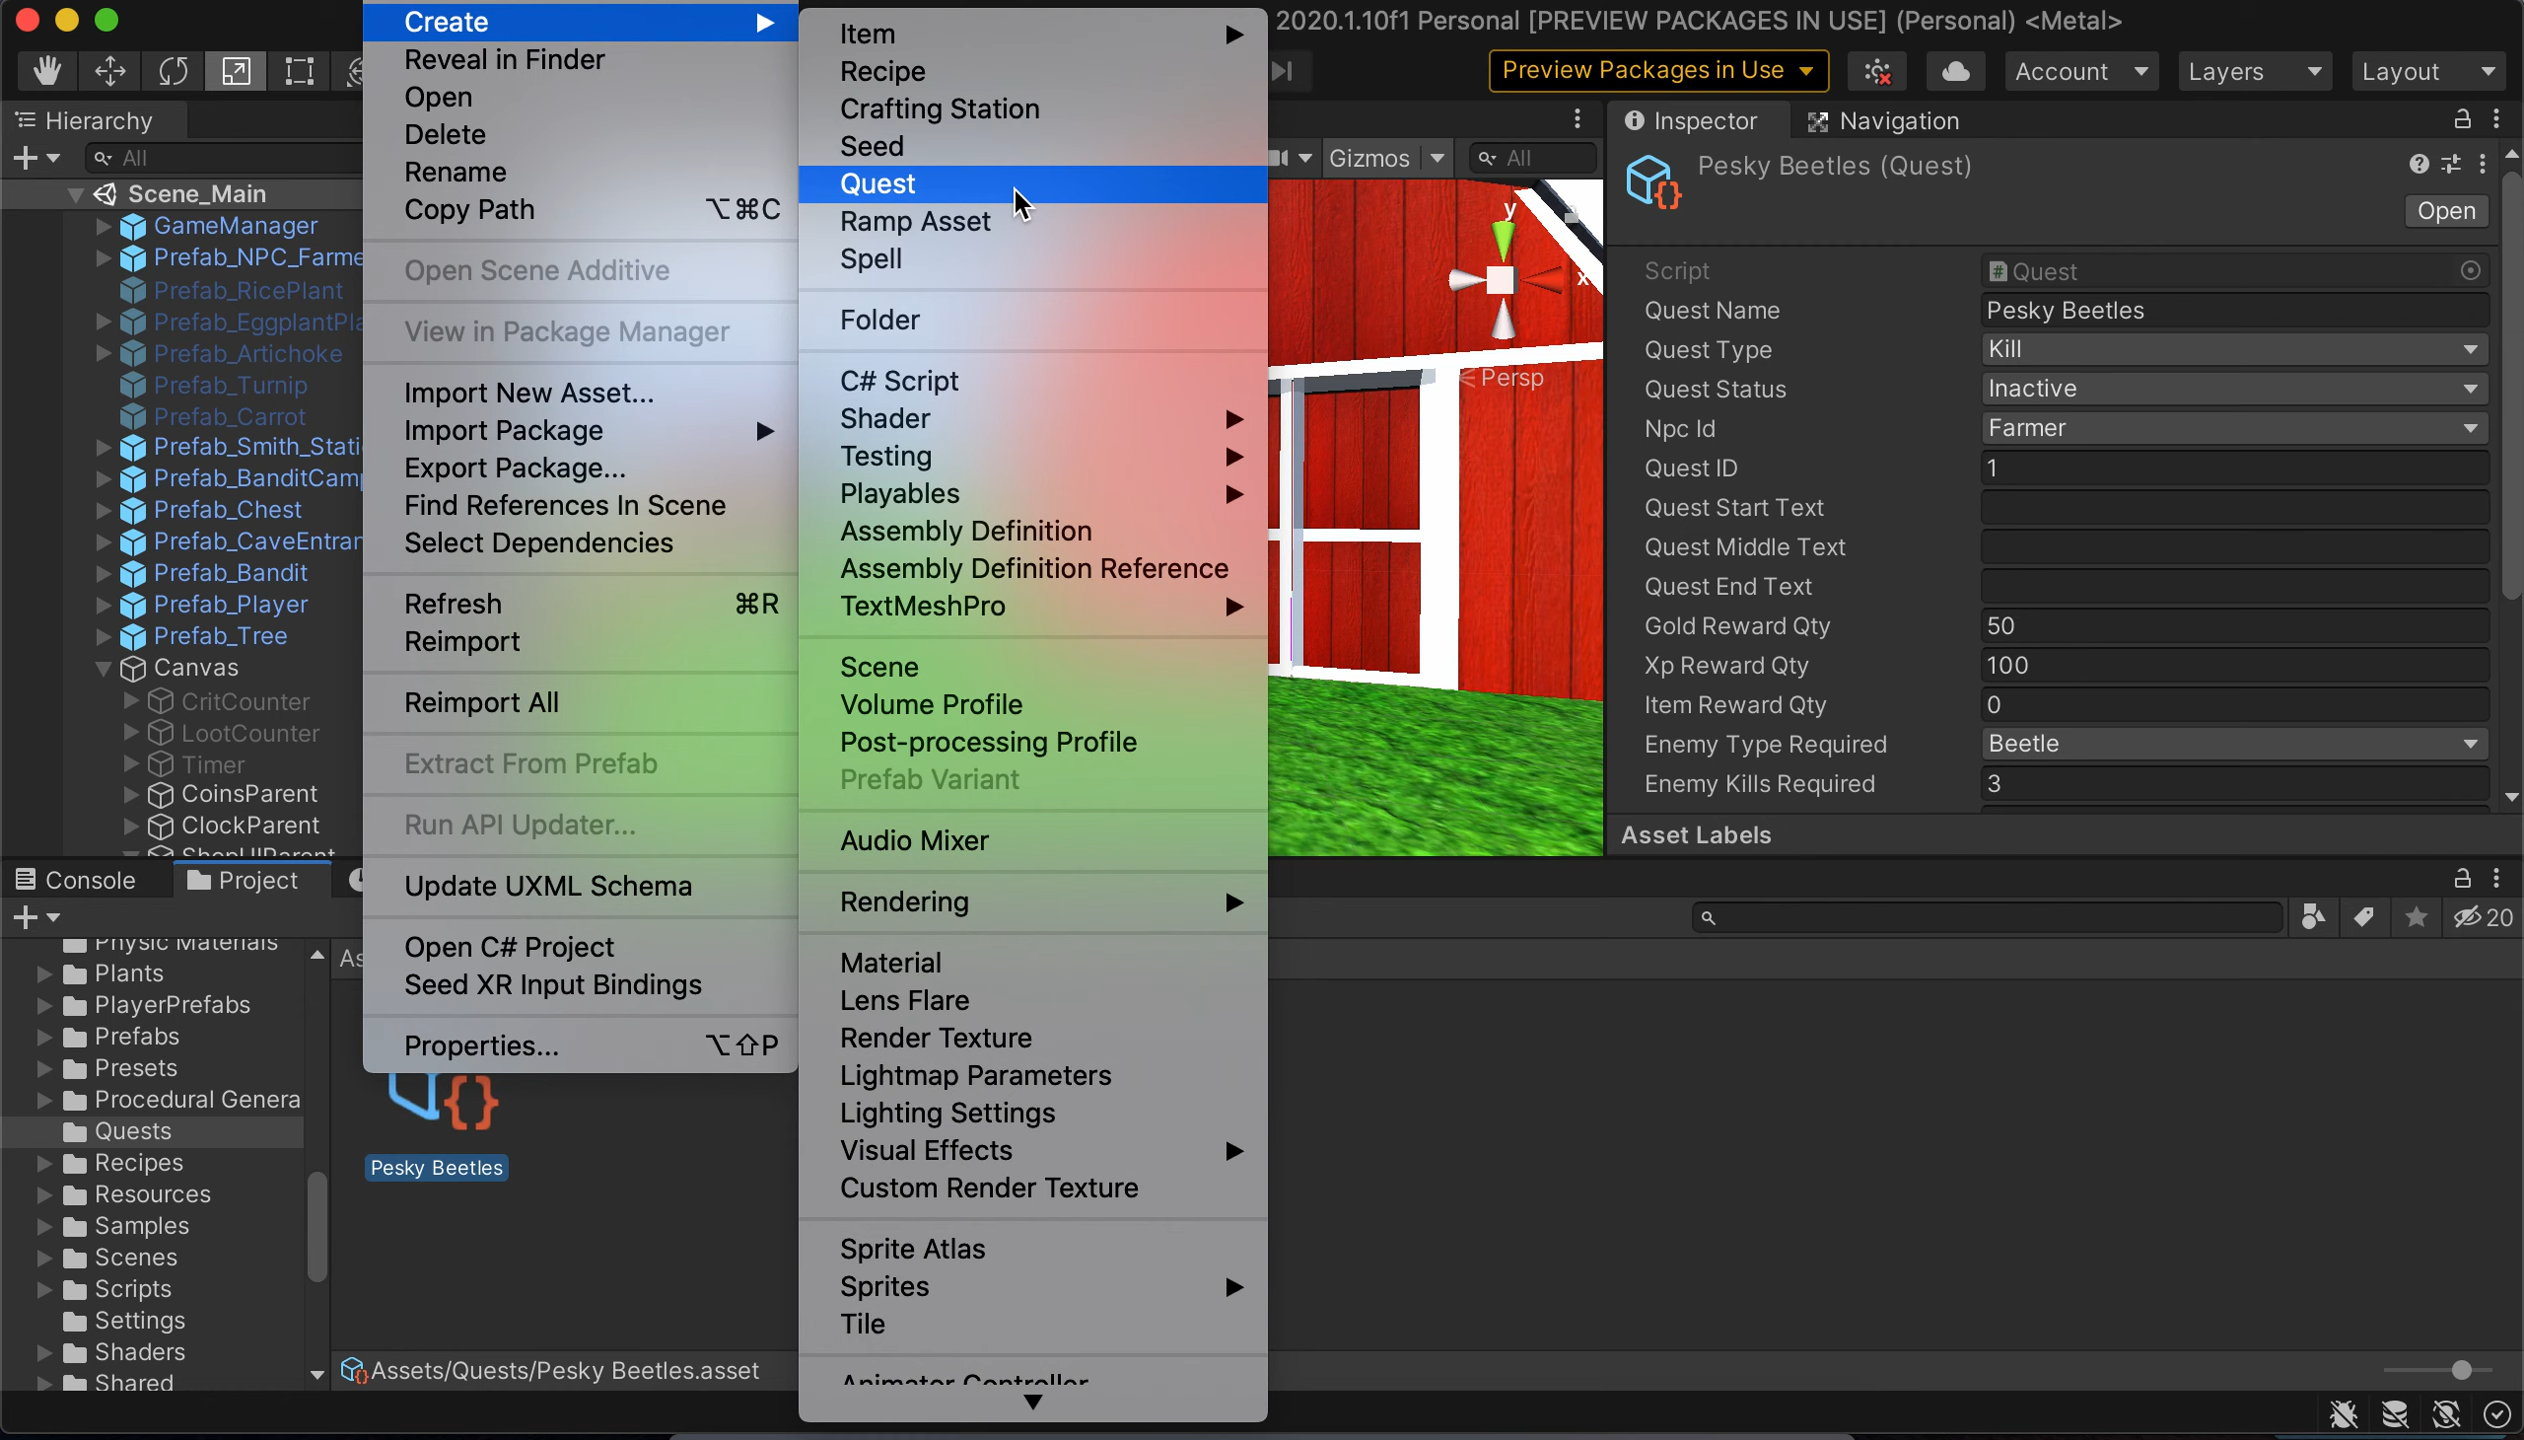 2020.1.10f1 Personal [PREVIEW PACKAGES IN USE] (Personal) <Metal>
Preview Packages in Use
Account
Layers
Layout
Hierarchy
All
Scene_Main
GameManager
Prefab_NPC_Farme
Prefab_RicePlant
Prefab_EggplantPla
Prefab_Artichoke
Prefab_Turnip
Prefab_Carrot
Prefab_Smith_Stati
Prefab_BanditCamp
Prefab_Chest
Prefab_CaveEntran
Prefab_Bandit
Prefab_Player
Prefab_Tree
Canvas
CritCounter
LootCounter
Timer
CoinsParent
ClockParent
ShopUIParent
Create
Reveal in Finder
Open
Delete
Rename
Copy Path ⌥⌘C
Open Scene Additive
View in Package Manager
Import New Asset...
Import Package
Export Package...
Find References In Scene
Select Dependencies
Refresh ⌘R
Reimport
Reimport All
Extract From Prefab
Run API Updater...
Update UXML Schema
Open C# Project
Seed XR Input Bindings
Properties... ⌥⇧P
Item
Recipe
Crafting Station
Seed
Quest
Ramp Asset
Spell
Folder
C# Script
Shader
Testing
Playables
Assembly Definition
Assembly Definition Reference
TextMeshPro
Scene
Volume Profile
Post-processing Profile
Prefab Variant
Audio Mixer
Rendering
Material
Lens Flare
Render Texture
Lightmap Parameters
Lighting Settings
Visual Effects
Custom Render Texture
Sprite Atlas
Sprites
Tile
Animator Controller
Gizmos
All
y
x
Persp
Inspector
Navigation
Pesky Beetles (Quest)
Open
Script Quest
Quest Name Pesky Beetles
Quest Type Kill
Quest Status Inactive
Npc Id Farmer
Quest ID 1
Quest Start Text
Quest Middle Text
Quest End Text
Gold Reward Qty 50
Xp Reward Qty 100
Item Reward Qty 0
Enemy Type Required Beetle
Enemy Kills Required 3
Asset Labels
Console
Project
20
As
Physic Materials
Plants
PlayerPrefabs
Prefabs
Presets
Procedural Genera
Quests
Recipes
Resources
Samples
Scenes
Scripts
Settings
Shaders
Shared
Pesky Beetles
Assets/Quests/Pesky Beetles.asset